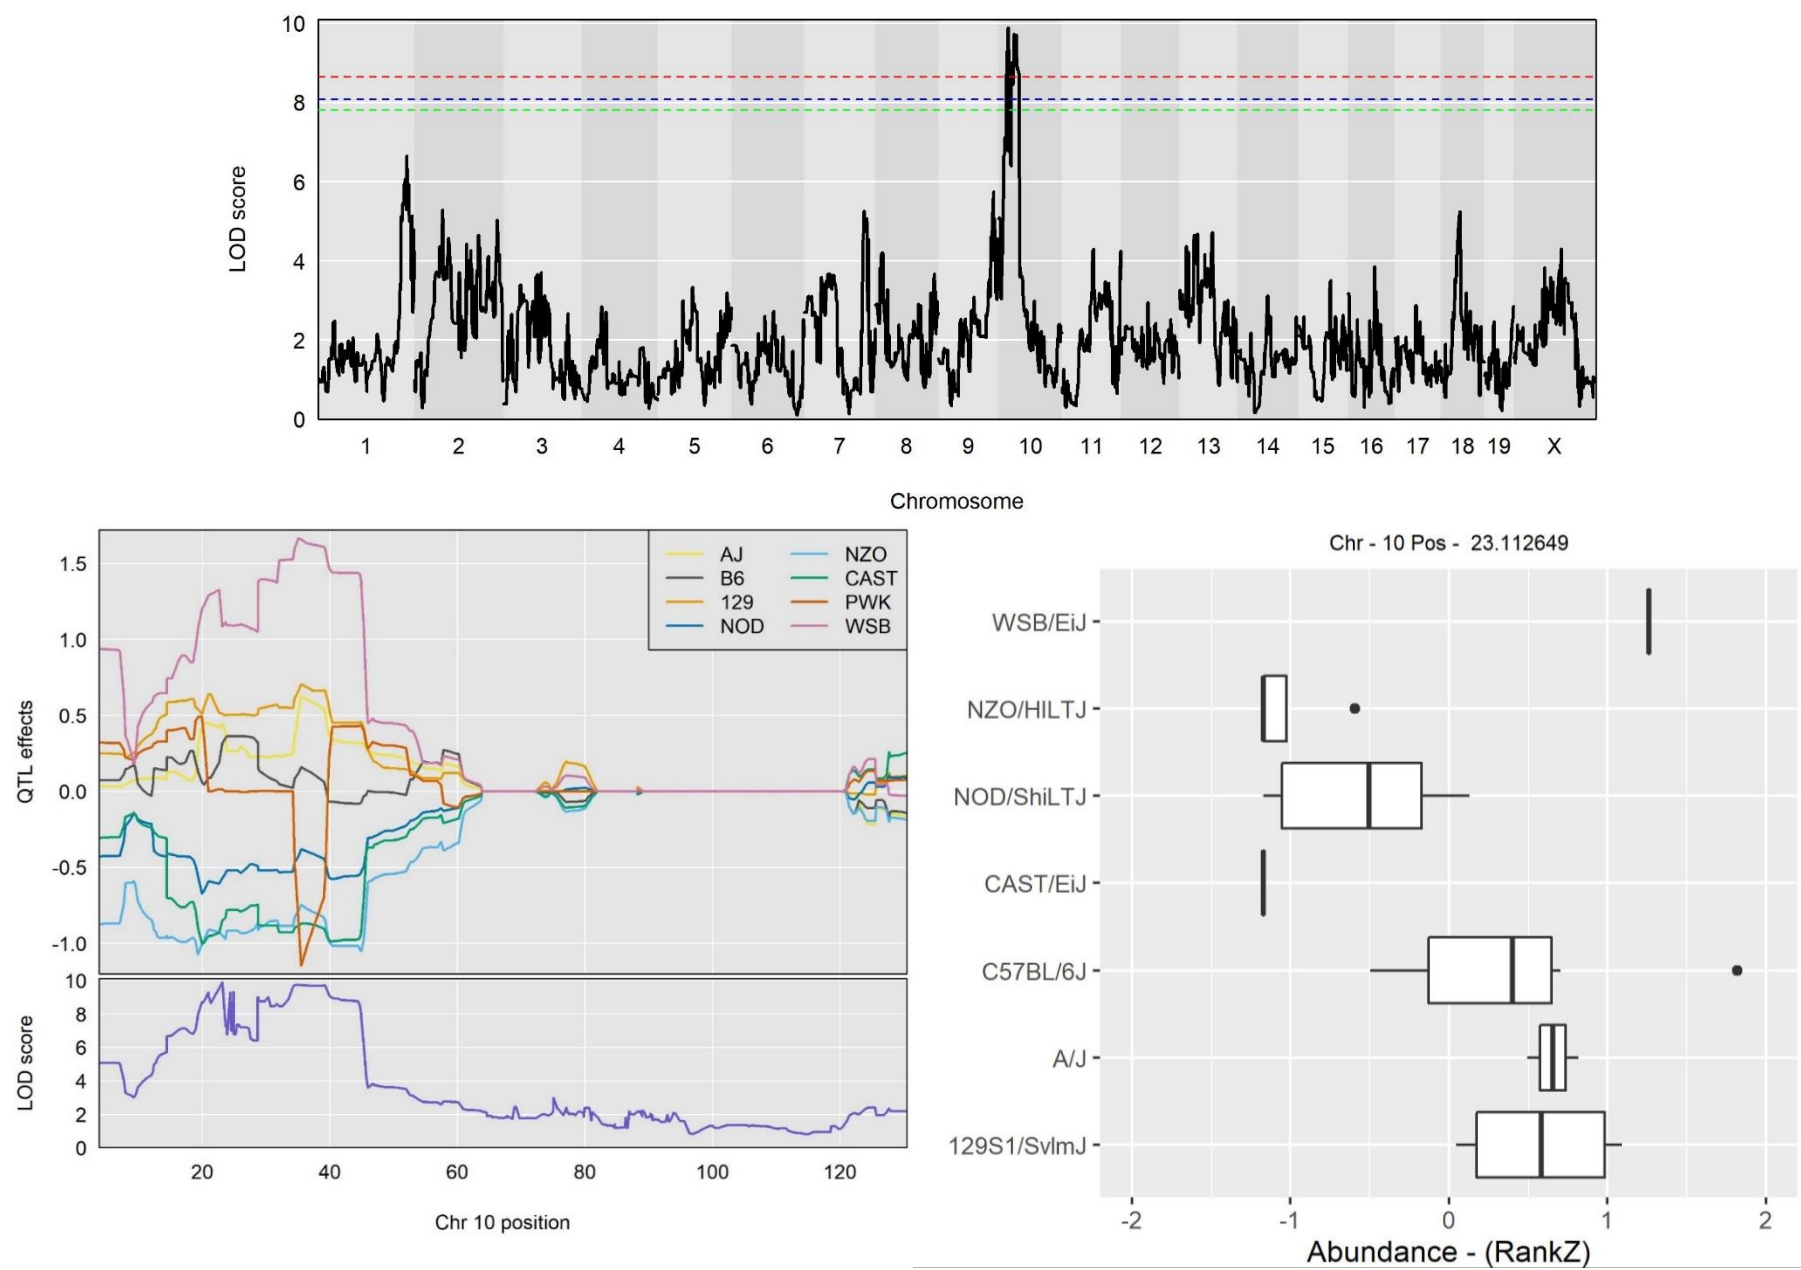 10
8
6
4
2
0
LOD score
1 2 3 4 5 6 7 8 9 10 11 12 13 14 15 16 17 18 19 X
Chromosome
1.5
1.0
0.5
0.0
-0.5
-1.0
QTL effects
AJ NZO
B6 CAST
129 PWK
NOD WSB
10
8
6
4
2
0
LOD score
20 40 60 80 100 120
Chr 10 position
Chr - 10 Pos - 23.112649
WSB/EiJ
NZO/HILTJ
NOD/ShiLTJ
CAST/EiJ
C57BL/6J
A/J
129S1/SvlmJ
-2 -1 0 1 2
Abundance - (RankZ)